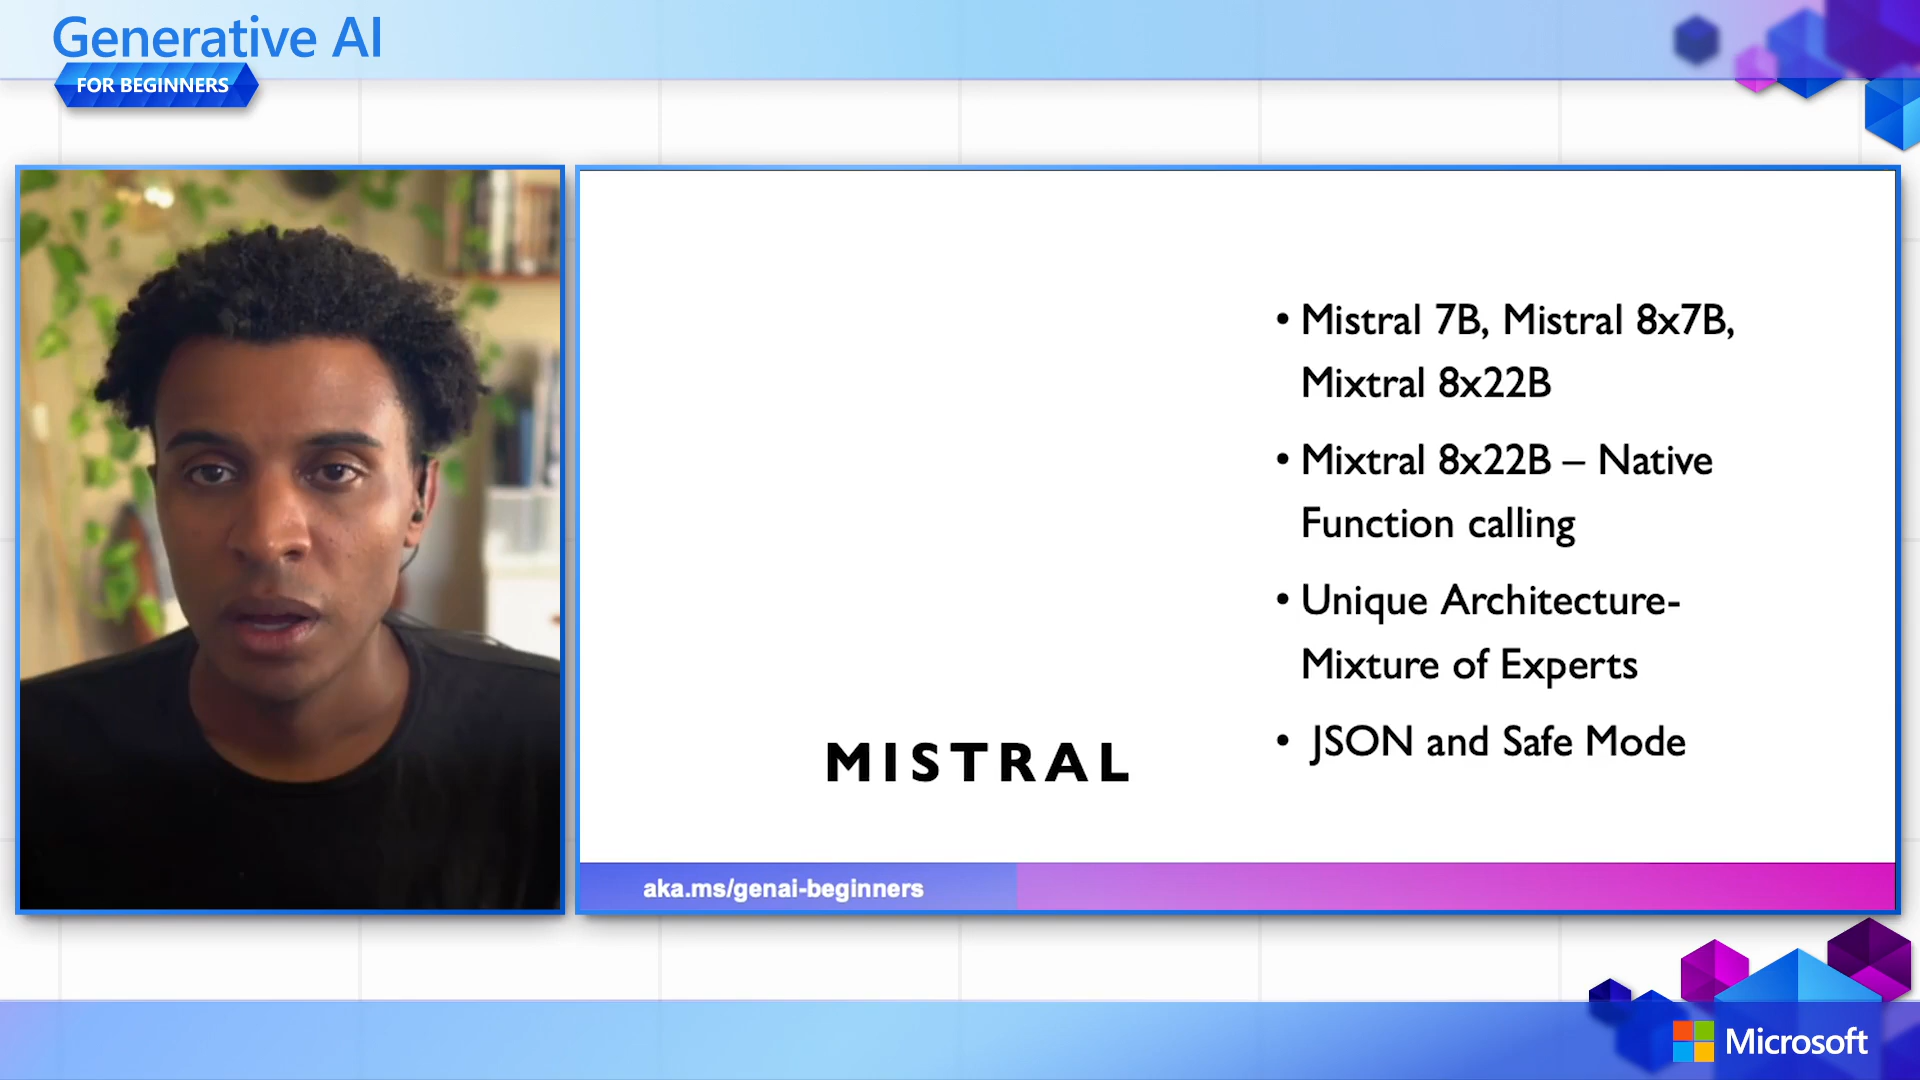 Generative AI
FOR BEGINNERS
• Mistral 7B, Mistral 8x7B,
Mixtral 8x22B
• Mixtral 8x22B – Native
Function calling
• Unique Architecture-
Mixture of Experts
• JSON and Safe Mode
MISTRAL
aka.ms/genai-beginners
Microsoft